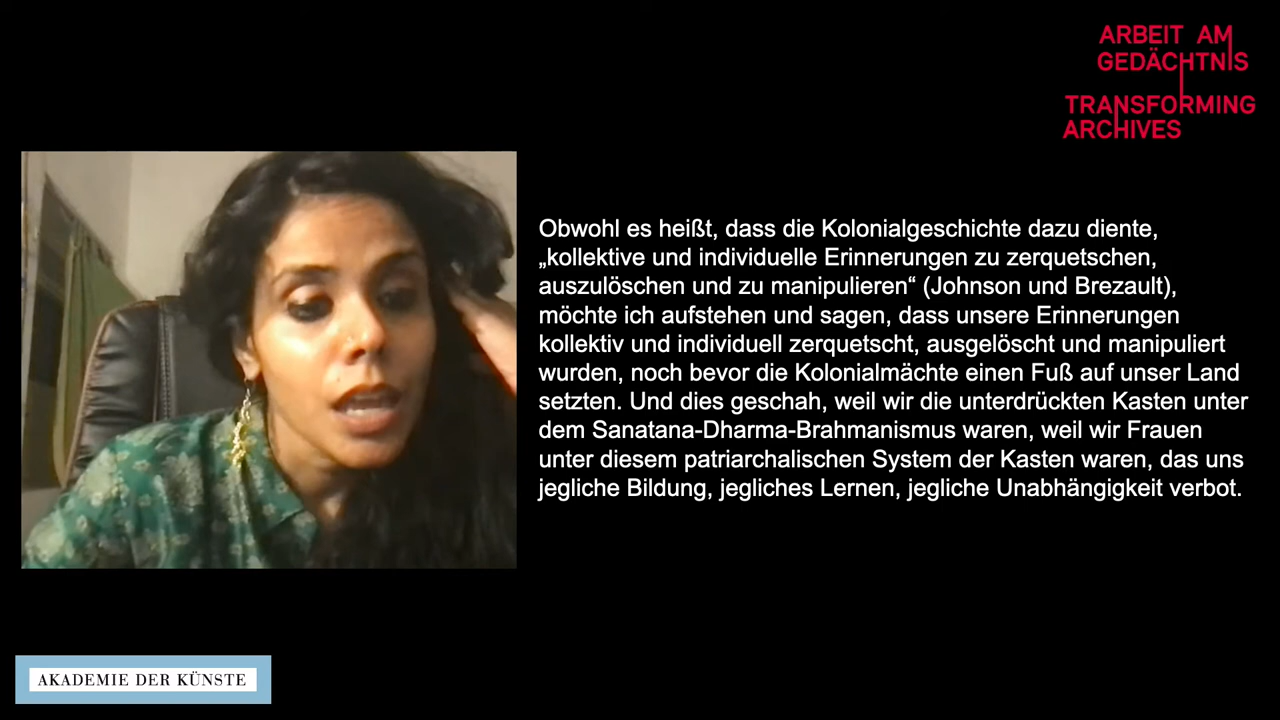 ARBEIT AM
GEDÄCHTNIS
TRANSFORMING
ARCHIVES
Obwohl es heißt, dass die Kolonialgeschichte dazu diente,
„kollektive und individuelle Erinnerungen zu zerquetschen,
auszulöschen und zu manipulieren“ (Johnson und Brezault),
möchte ich aufstehen und sagen, dass unsere Erinnerungen
kollektiv und individuell zerquetscht, ausgelöscht und manipuliert
wurden, noch bevor die Kolonialmächte einen Fuß auf unser Land
setzten. Und dies geschah, weil wir die unterdrückten Kasten unter
dem Sanatana-Dharma-Brahmanismus waren, weil wir Frauen
unter diesem patriarchalischen System der Kasten waren, das uns
jegliche Bildung, jegliches Lernen, jegliche Unabhängigkeit verbot.
AKADEMIE DER KÜNSTE